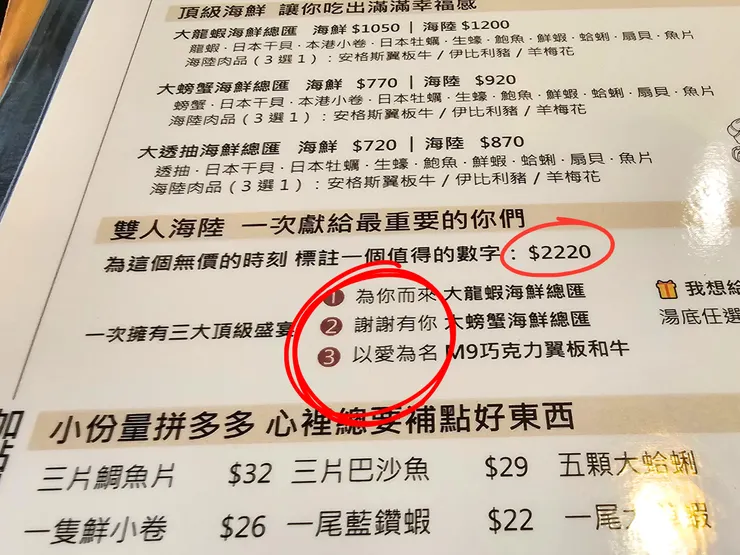 頂級海鮮 讓你吃出滿滿幸福感
大龍蝦海鮮總匯 海鮮 $1050 | 海陸 $1200
龍蝦．日本干貝．本港小卷．日本牡蠣．生蠔．鮑魚．鮮蝦．蛤蜊．扇貝．魚片
海陸肉品（3 選 1）：安格斯翼板牛 / 伊比利豬 / 羊梅花
大螃蟹海鮮總匯 海鮮 $770 | 海陸 $920
螃蟹．日本干貝．本港小卷．日本牡蠣．生蠔．鮑魚．鮮蝦．蛤蜊．扇貝．魚片
海陸肉品（3 選 1）：安格斯翼板牛 / 伊比利豬 / 羊梅花
大透抽海鮮總匯 海鮮 $720 | 海陸 $870
透抽．日本干貝．日本牡蠣．生蠔．鮑魚．鮮蝦．蛤蜊．扇貝．魚片
海陸肉品（3 選 1）：安格斯翼板牛 / 伊比利豬 / 羊梅花
雙人海陸 一次獻給最重要的你們
為這個無價的時刻 標註一個值得的數字：$2220
一次擁有三大頂級盛宴
1 為你而來 大龍蝦海鮮總匯
2 謝謝有你 大螃蟹海鮮總匯
3 以愛為名 M9巧克力翼板和牛
我想給
湯底任選
小份量拼多多 心裡總要補點好東西
三片鯛魚片 $32 三片巴沙魚 $29 五顆大蛤蜊
一隻鮮小卷 $26 一尾藍鑽蝦 $22 一尾
加點